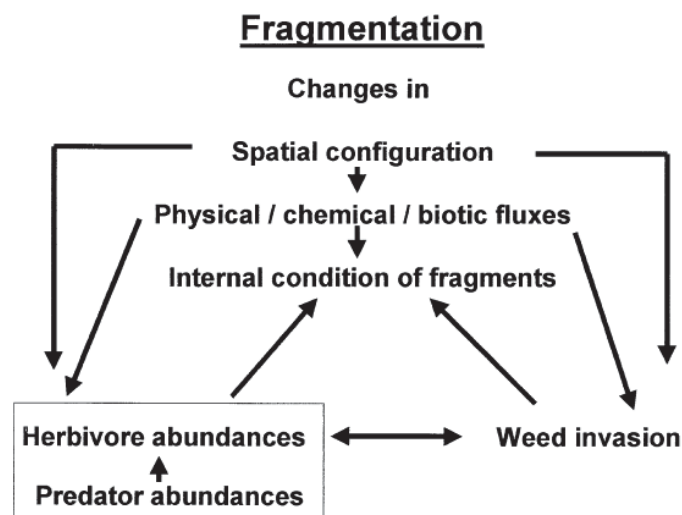 Fragmentation
Changes in
Spatial configuration
Physical / chemical / biotic fluxes
Internal condition of fragments
Herbivore abundances
Weed invasion
Predator abundances